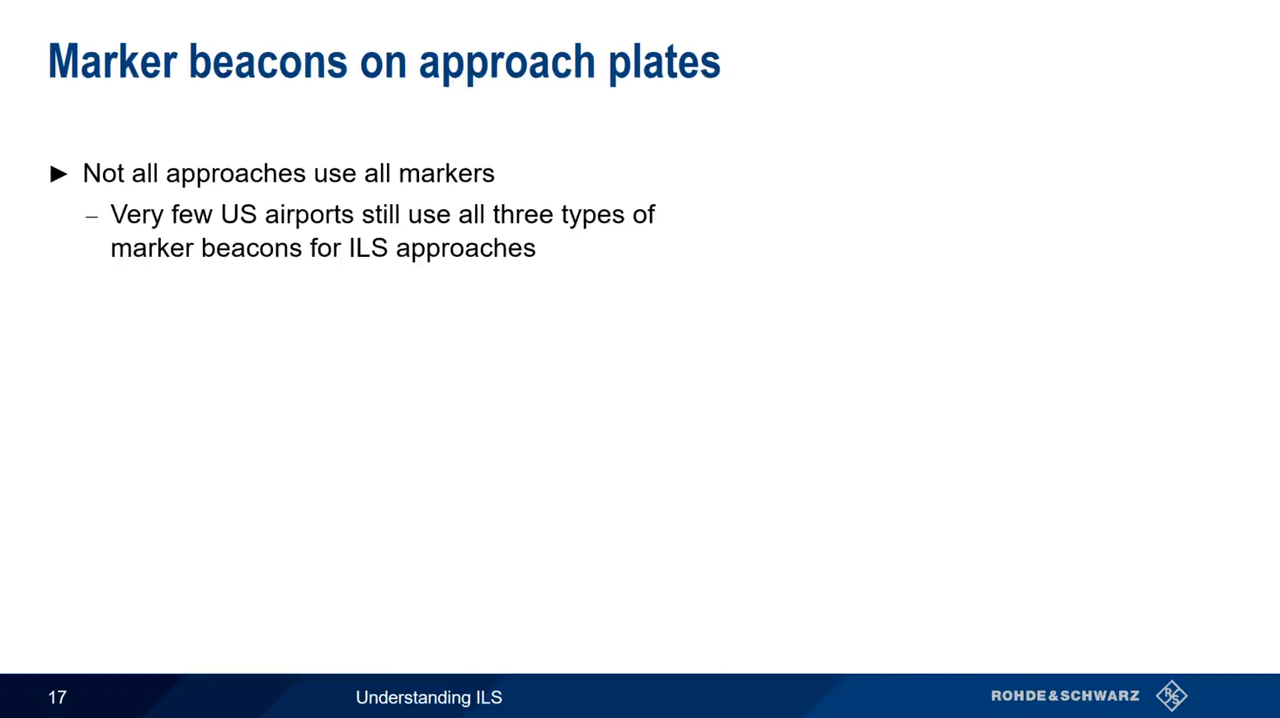 Marker beacons on approach plates
► Not all approaches use all markers
– Very few US airports still use all three types of
marker beacons for ILS approaches
17
Understanding ILS
ROHDE&SCHWARZ
R&S